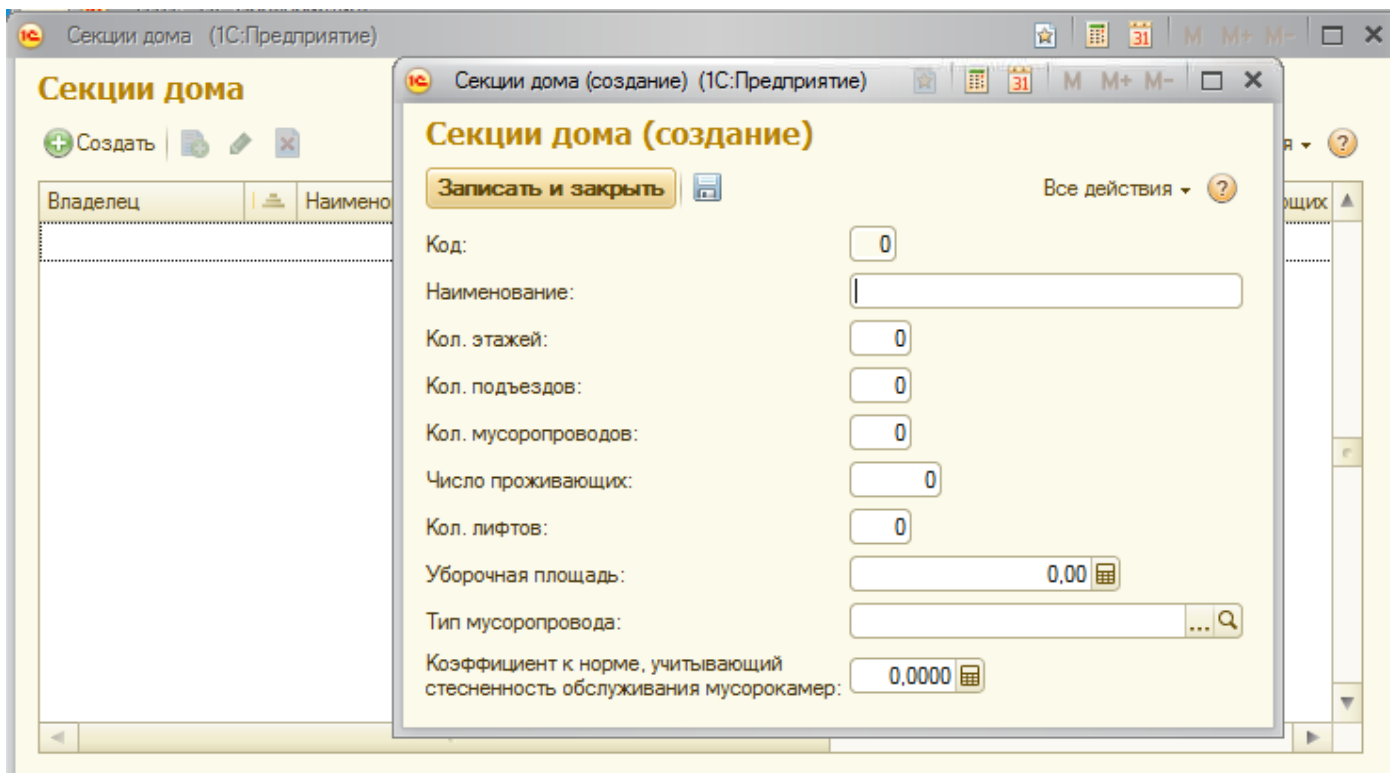 Секции дома (1С:Предприятие)
31 M M+ M-
Секции дома
Создать
?
Владелец
Секции дома (создание) (1С:Предприятие)
31 M M+ M-
Секции дома (создание)
Записать и закрыть
Все действия
?
Код: 0
Наименование:
Кол. этажей: 0
Кол. подъездов: 0
Кол. мусоропроводов: 0
Число проживающих: 0
Кол. лифтов: 0
Уборочная площадь: 0,00
Тип мусоропровода: ...
Коэффициент к норме, учитывающий
стесненность обслуживания мусорокамер: 0,0000